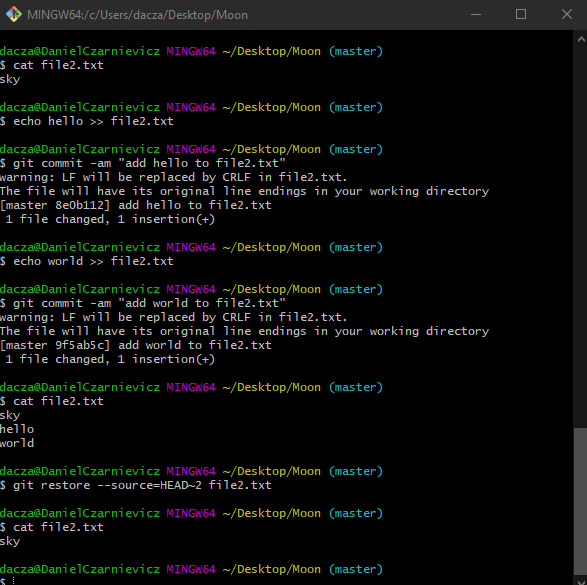 MINGW64:/c/Users/dacza/Desktop/Moon
dacza@DanielCzarnievicz MINGW64 ~/Desktop/Moon (master)
$ cat file2.txt
sky
dacza@DanielCzarnievicz MINGW64 ~/Desktop/Moon (master)
$ echo hello >> file2.txt
dacza@DanielCzarnievicz MINGW64 ~/Desktop/Moon (master)
$ git commit -am "add hello to file2.txt"
warning: LF will be replaced by CRLF in file2.txt.
The file will have its original line endings in your working directory
[master 8e0b112] add hello to file2.txt
 1 file changed, 1 insertion(+)
dacza@DanielCzarnievicz MINGW64 ~/Desktop/Moon (master)
$ echo world >> file2.txt
dacza@DanielCzarnievicz MINGW64 ~/Desktop/Moon (master)
$ git commit -am "add world to file2.txt"
warning: LF will be replaced by CRLF in file2.txt.
The file will have its original line endings in your working directory
[master 9f5ab5c] add world to file2.txt
 1 file changed, 1 insertion(+)
dacza@DanielCzarnievicz MINGW64 ~/Desktop/Moon (master)
$ cat file2.txt
sky
hello
world
dacza@DanielCzarnievicz MINGW64 ~/Desktop/Moon (master)
$ git restore --source=HEAD~2 file2.txt
dacza@DanielCzarnievicz MINGW64 ~/Desktop/Moon (master)
$ cat file2.txt
sky
dacza@DanielCzarnievicz MINGW64 ~/Desktop/Moon (master)
$